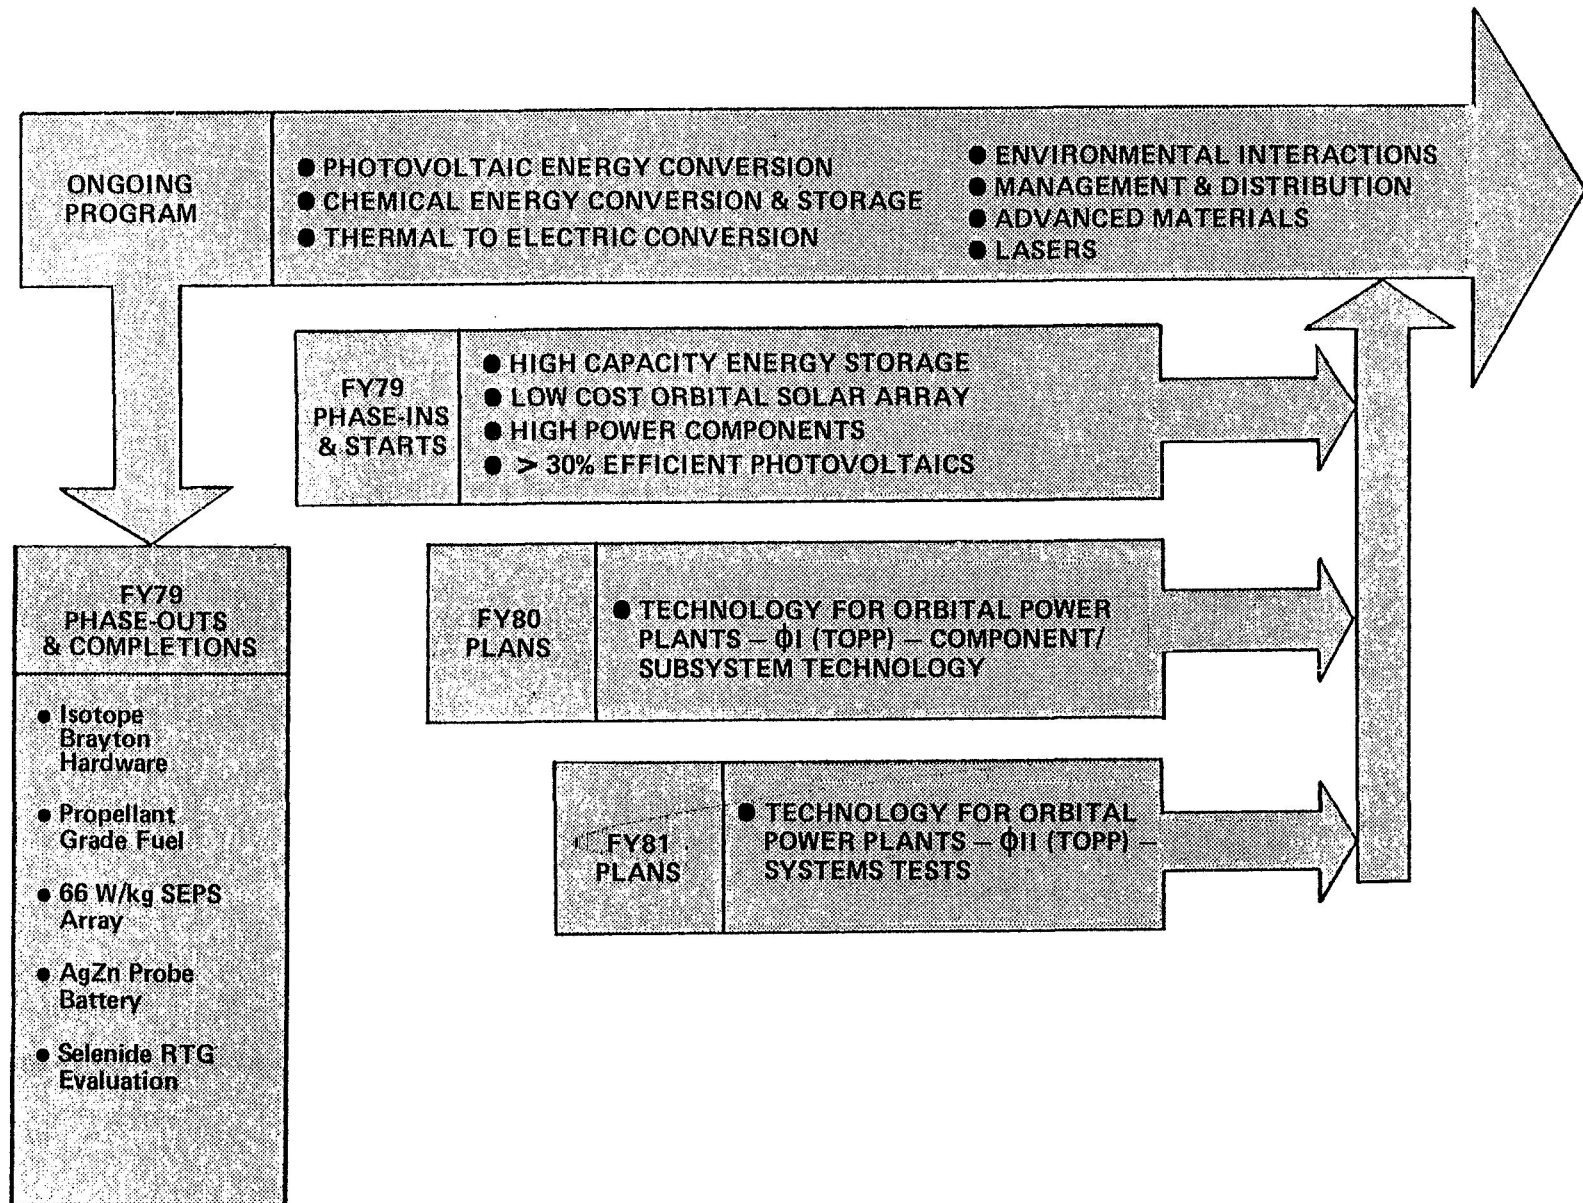 ONGOING
PROGRAM
● PHOTOVOLTAIC ENERGY CONVERSION
● CHEMICAL ENERGY CONVERSION & STORAGE
● THERMAL TO ELECTRIC CONVERSION
● ENVIRONMENTAL INTERACTIONS
● MANAGEMENT & DISTRIBUTION
● ADVANCED MATERIALS
● LASERS
FY79
PHASE-INS
& STARTS
● HIGH CAPACITY ENERGY STORAGE
● LOW COST ORBITAL SOLAR ARRAY
● HIGH POWER COMPONENTS
● > 30% EFFICIENT PHOTOVOLTAICS
FY79
PHASE-OUTS
& COMPLETIONS
● Isotope
Brayton
Hardware
● Propellant
Grade Fuel
● 66 W/kg SEPS
Array
● AgZn Probe
Battery
● Selenide RTG
Evaluation
FY80
PLANS
● TECHNOLOGY FOR ORBITAL POWER
PLANTS – ϕI (TOPP) – COMPONENT/
SUBSYSTEM TECHNOLOGY
FY81
PLANS
● TECHNOLOGY FOR ORBITAL
POWER PLANTS – ϕII (TOPP) –
SYSTEMS TESTS